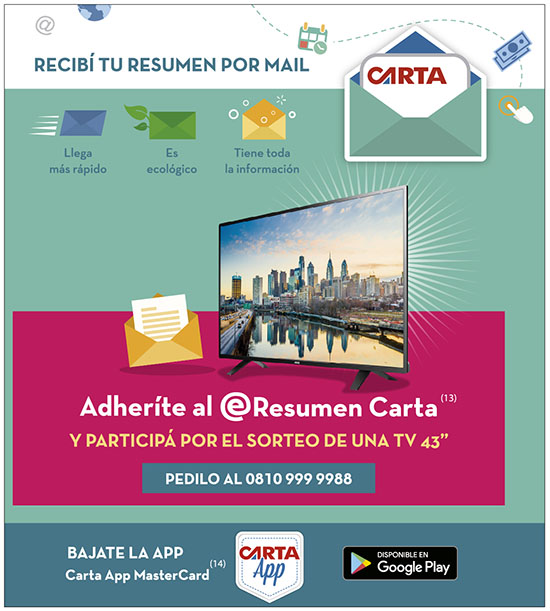 @
RECIBÍ TU RESUMEN POR MAIL
CARTA
Llega
más rápido
Es
ecológico
Tiene toda
la información
Adheríte al @Resumen Carta (13)
Y PARTICIPÁ POR EL SORTEO DE UNA TV 43”
PEDILO AL 0810 999 9988
BAJATE LA APP
Carta App MasterCard (14)
CARTA
App
DISPONIBLE EN
Google Play